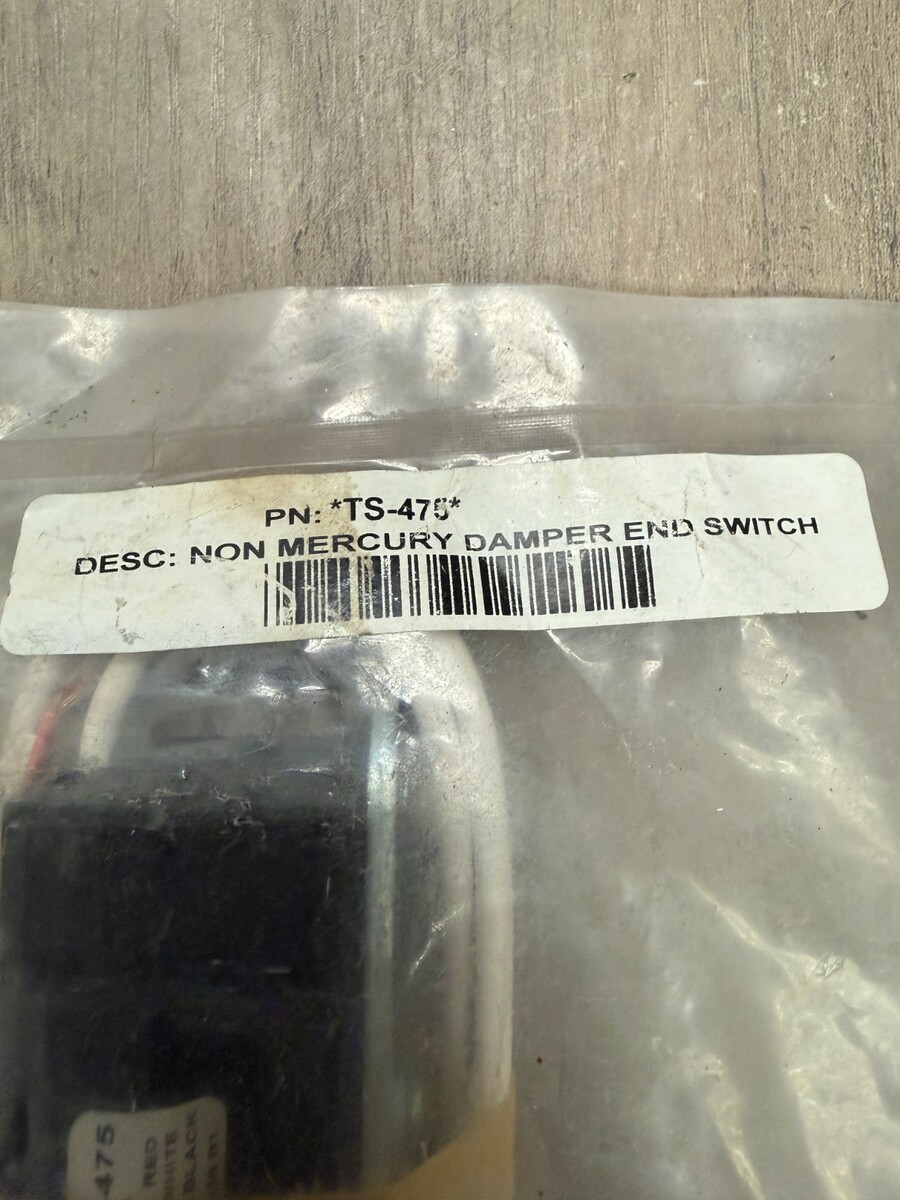 PN: *TS-475*
DESC: NON MERCURY DAMPER END SWITCH
475
RED
WHITE
BLACK